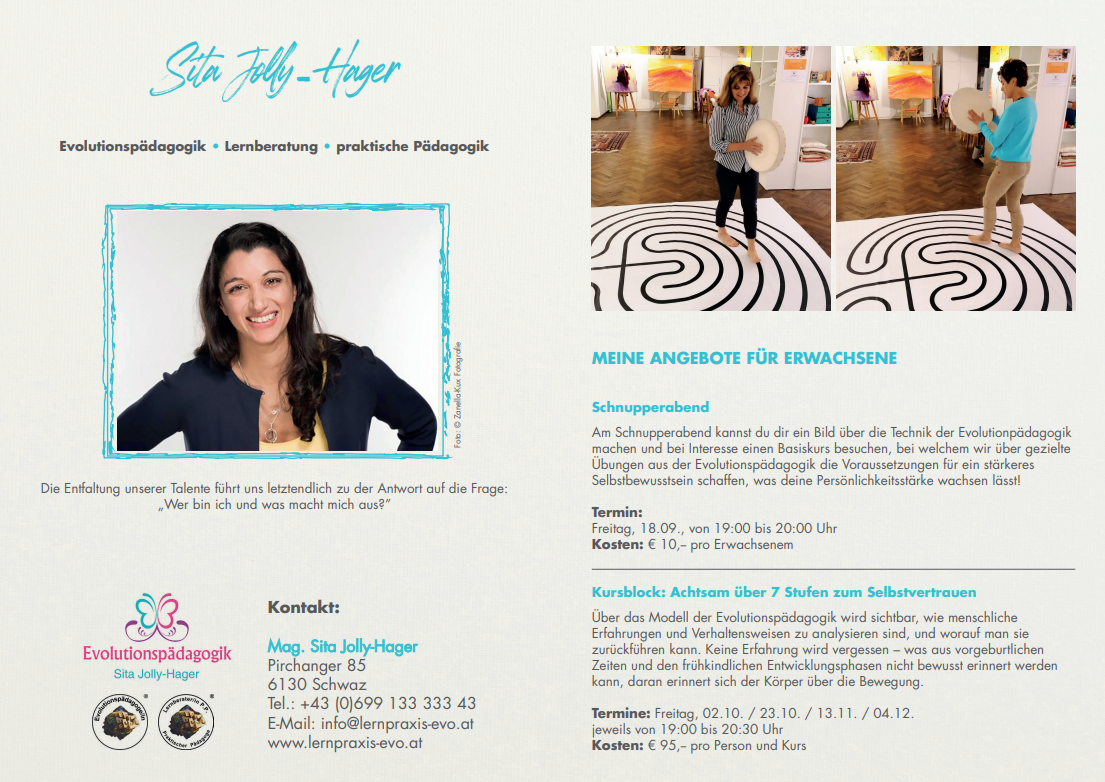 Sita Jolly-Hager
Evolutionspädagogik • Lernberatung • praktische Pädagogik
Foto: © Zanella-Kux Fotografie
Die Entfaltung unserer Talente führt uns letztendlich zu der Antwort auf die Frage:
„Wer bin ich und was macht mich aus?“
Evolutionspädagogik
Sita Jolly-Hager
Evolutionspädagogin
®
Lernberater/in P.P.
Praktischer Pädagoge
®
Kontakt:
Mag. Sita Jolly-Hager
Pirchanger 85
6130 Schwaz
Tel.: +43 (0)699 133 333 43
E-Mail: info@lernpraxis-evo.at
www.lernpraxis-evo.at
MEINE ANGEBOTE FÜR ERWACHSENE
Schnupperabend
Am Schnupperabend kannst du dir ein Bild über die Technik der Evolutionpädagogik
machen und bei Interesse einen Basiskurs besuchen, bei welchem wir über gezielte
Übungen aus der Evolutionspädagogik die Voraussetzungen für ein stärkeres
Selbstbewusstsein schaffen, was deine Persönlichkeitsstärke wachsen lässt!
Termin:
Freitag, 18.09., von 19:00 bis 20:00 Uhr
Kosten: € 10,– pro Erwachsenem
Kursblock: Achtsam über 7 Stufen zum Selbstvertrauen
Über das Modell der Evolutionspädagogik wird sichtbar, wie menschliche
Erfahrungen und Verhaltensweisen zu analysieren sind, und worauf man sie
zurückführen kann. Keine Erfahrung wird vergessen – was aus vorgeburtlichen
Zeiten und den frühkindlichen Entwicklungsphasen nicht bewusst erinnert werden
kann, daran erinnert sich der Körper über die Bewegung.
Termine: Freitag, 02.10. / 23.10. / 13.11. / 04.12.
jeweils von 19:00 bis 20:30 Uhr
Kosten: € 95,– pro Person und Kurs